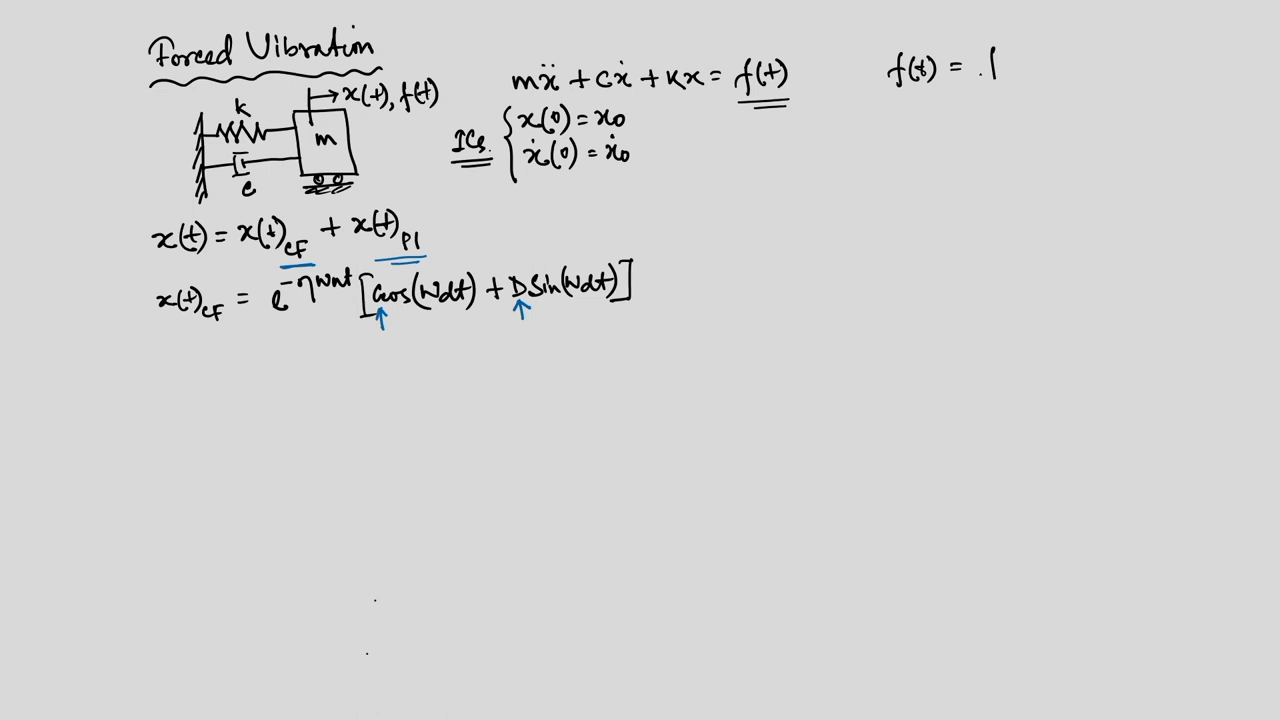 Forced Vibration
mẍ + cẋ + kx = f(t)
f(t) =
x(t), f(t)
k
m
c
ICs.
x(0) = x₀
ẋ(0) = ẋ₀
x(t) = x(t)CF + x(t)PI
x(t)CF = e^-ηωnt [Ccos(ωdt) + DSin(ωdt)]